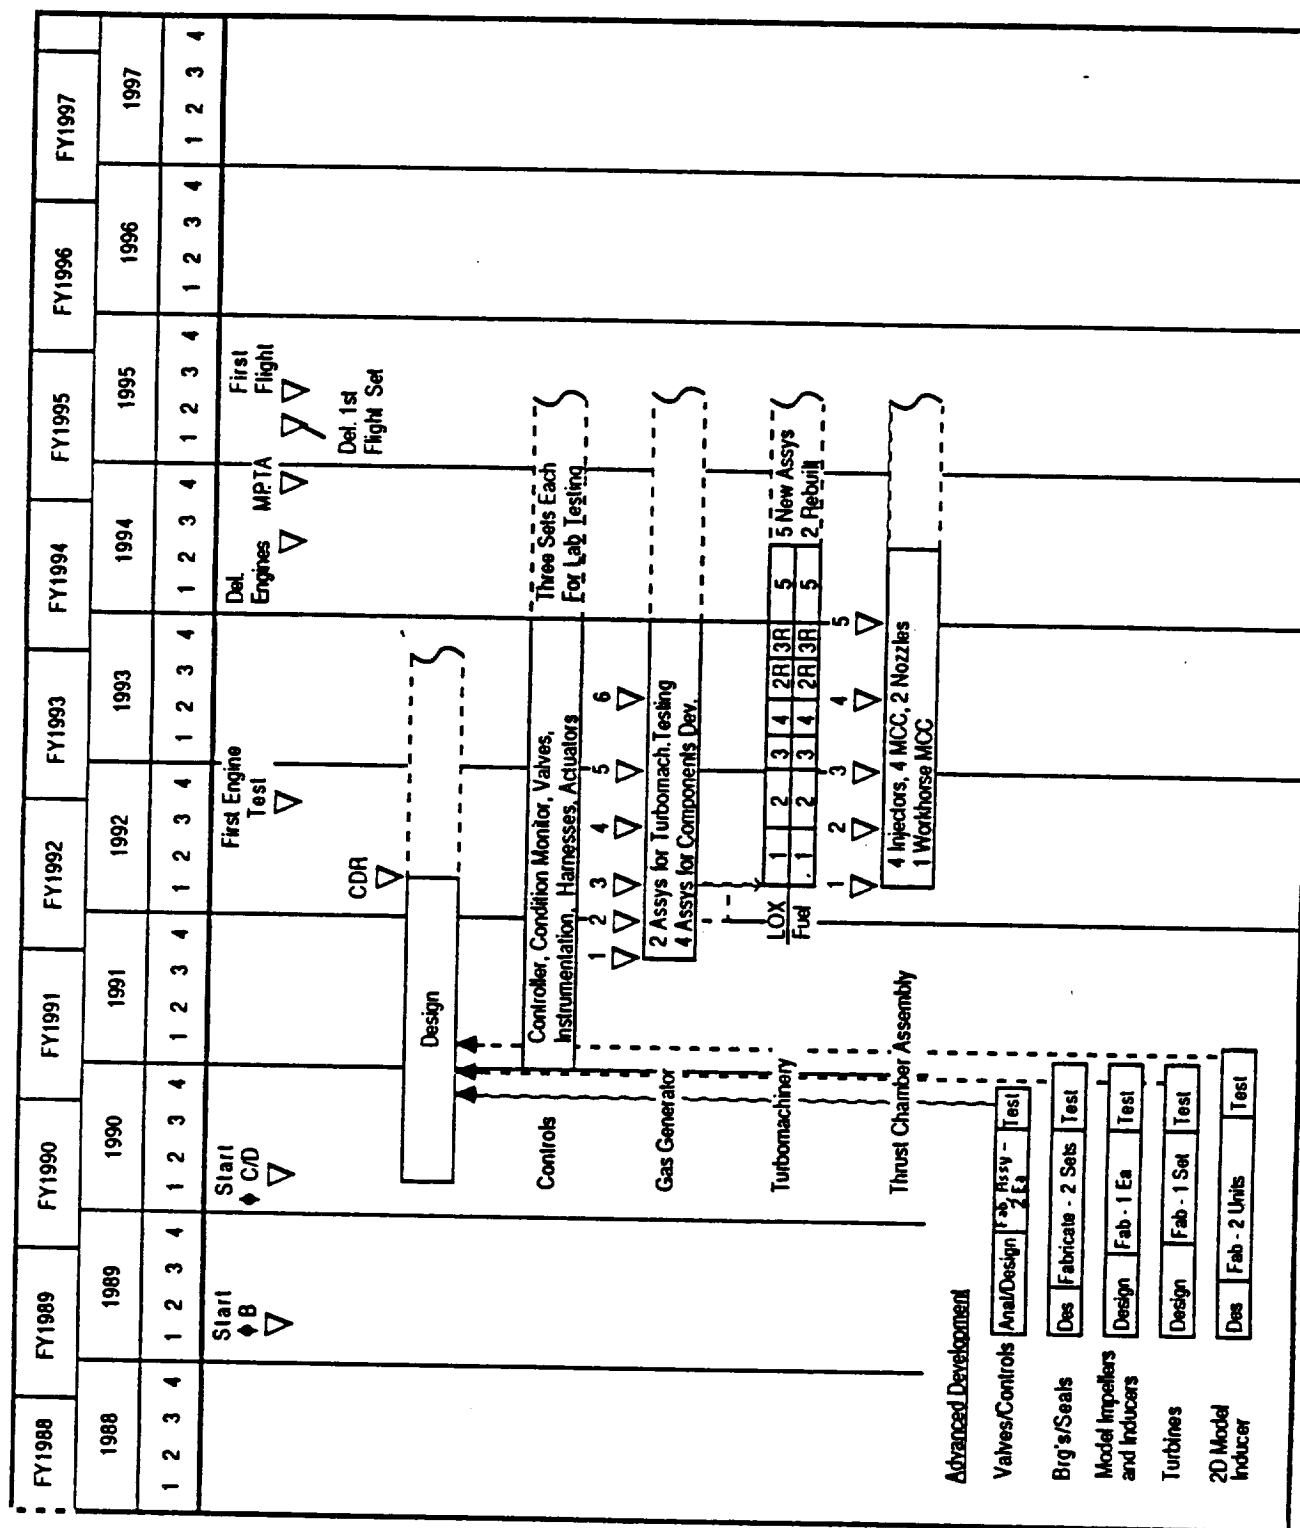 FY1988 FY1989 FY1990 FY1991 FY1992 FY1993 FY1994 FY1995 FY1996 FY1997
1988 1989 1990 1991 1992 1993 1994 1995 1996 1997
1 2 3 4 1 2 3 4 1 2 3 4 1 2 3 4 1 2 3 4 1 2 3 4 1 2 3 4 1 2 3 4 1 2 3 4 1 2 3 4
Start
ϕ B
Start
ϕ C/D
First Engine
Test
Del.
Engines
MPTA
First
Flight
Del. 1st
Flight Set
CDR
Design
Controls
Controller, Condition Monitor, Valves,
Instrumentation, Harnesses, Actuators
Three Sets Each
For Lab Testing
1 2 3 4 5 6
Gas Generator
2 Assys for Turbomach. Testing
4 Assys for Components Dev.
Turbomachinery
LOX 1 2 3 4 2R 3R 5 5 New Assys
Fuel 1 2 3 4 2R 3R 5 2 Rebuilt
1 2 3 4 5
Thrust Chamber Assembly
4 Injectors, 4 MCC, 2 Nozzles
1 Workhorse MCC
Advanced Development
Valves/Controls Anal/Design Fab, Assy - 2 Ea Test
Brg's/Seals Des Fabricate - 2 Sets Test
Model Impellers
and Inducers Design Fab - 1 Ea Test
Turbines Design Fab - 1 Set Test
2D Model
Inducer Des Fab - 2 Units Test